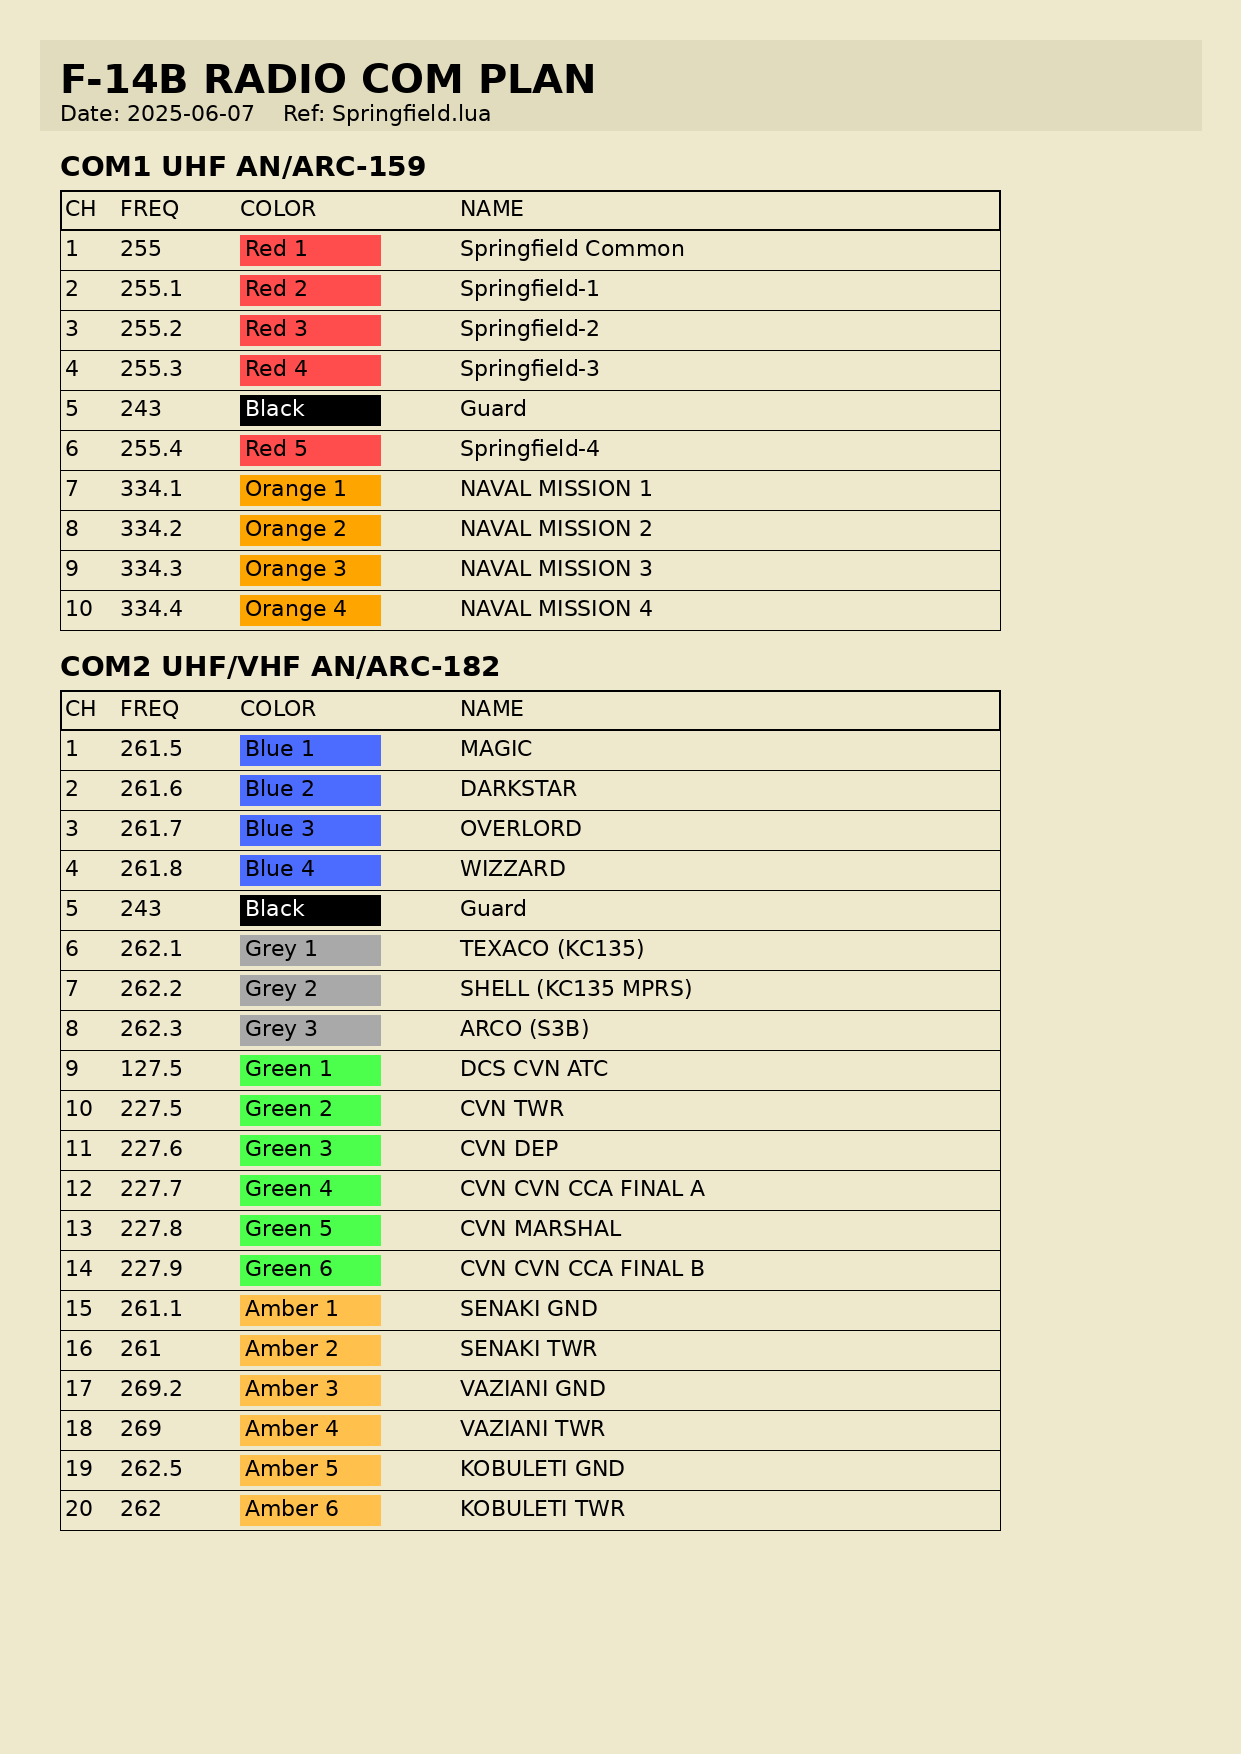 F-14B RADIO COM PLAN
Date: 2025-06-07 Ref: Springfield.lua
COM1 UHF AN/ARC-159
CH FREQ COLOR NAME
1 255 Red 1 Springfield Common
2 255.1 Red 2 Springfield-1
3 255.2 Red 3 Springfield-2
4 255.3 Red 4 Springfield-3
5 243 Black Guard
6 255.4 Red 5 Springfield-4
7 334.1 Orange 1 NAVAL MISSION 1
8 334.2 Orange 2 NAVAL MISSION 2
9 334.3 Orange 3 NAVAL MISSION 3
10 334.4 Orange 4 NAVAL MISSION 4
COM2 UHF/VHF AN/ARC-182
CH FREQ COLOR NAME
1 261.5 Blue 1 MAGIC
2 261.6 Blue 2 DARKSTAR
3 261.7 Blue 3 OVERLORD
4 261.8 Blue 4 WIZZARD
5 243 Black Guard
6 262.1 Grey 1 TEXACO (KC135)
7 262.2 Grey 2 SHELL (KC135 MPRS)
8 262.3 Grey 3 ARCO (S3B)
9 127.5 Green 1 DCS CVN ATC
10 227.5 Green 2 CVN TWR
11 227.6 Green 3 CVN DEP
12 227.7 Green 4 CVN CVN CCA FINAL A
13 227.8 Green 5 CVN MARSHAL
14 227.9 Green 6 CVN CVN CCA FINAL B
15 261.1 Amber 1 SENAKI GND
16 261 Amber 2 SENAKI TWR
17 269.2 Amber 3 VAZIANI GND
18 269 Amber 4 VAZIANI TWR
19 262.5 Amber 5 KOBULETI GND
20 262 Amber 6 KOBULETI TWR